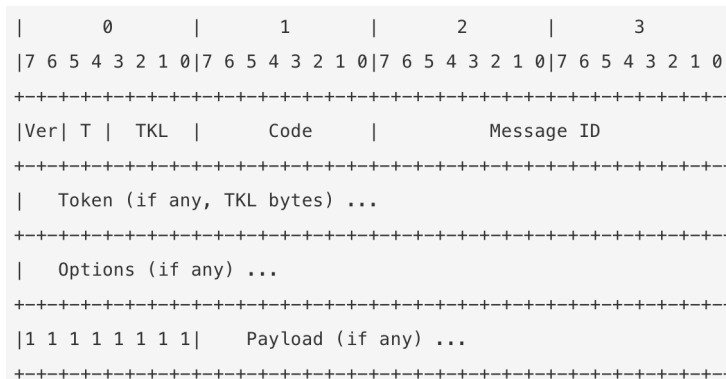 |       0       |       1       |       2       |       3
|7 6 5 4 3 2 1 0|7 6 5 4 3 2 1 0|7 6 5 4 3 2 1 0|7 6 5 4 3 2 1 0
+-+-+-+-+-+-+-+-+-+-+-+-+-+-+-+-+-+-+-+-+-+-+-+-+-+-+-+-+-+-+-+-
|Ver| T |  TKL  |      Code     |          Message ID
+-+-+-+-+-+-+-+-+-+-+-+-+-+-+-+-+-+-+-+-+-+-+-+-+-+-+-+-+-+-+-+-
|   Token (if any, TKL bytes) ...
+-+-+-+-+-+-+-+-+-+-+-+-+-+-+-+-+-+-+-+-+-+-+-+-+-+-+-+-+-+-+-+-
|   Options (if any) ...
+-+-+-+-+-+-+-+-+-+-+-+-+-+-+-+-+-+-+-+-+-+-+-+-+-+-+-+-+-+-+-+-
|1 1 1 1 1 1 1 1|    Payload (if any) ...
+-+-+-+-+-+-+-+-+-+-+-+-+-+-+-+-+-+-+-+-+-+-+-+-+-+-+-+-+-+-+-+-